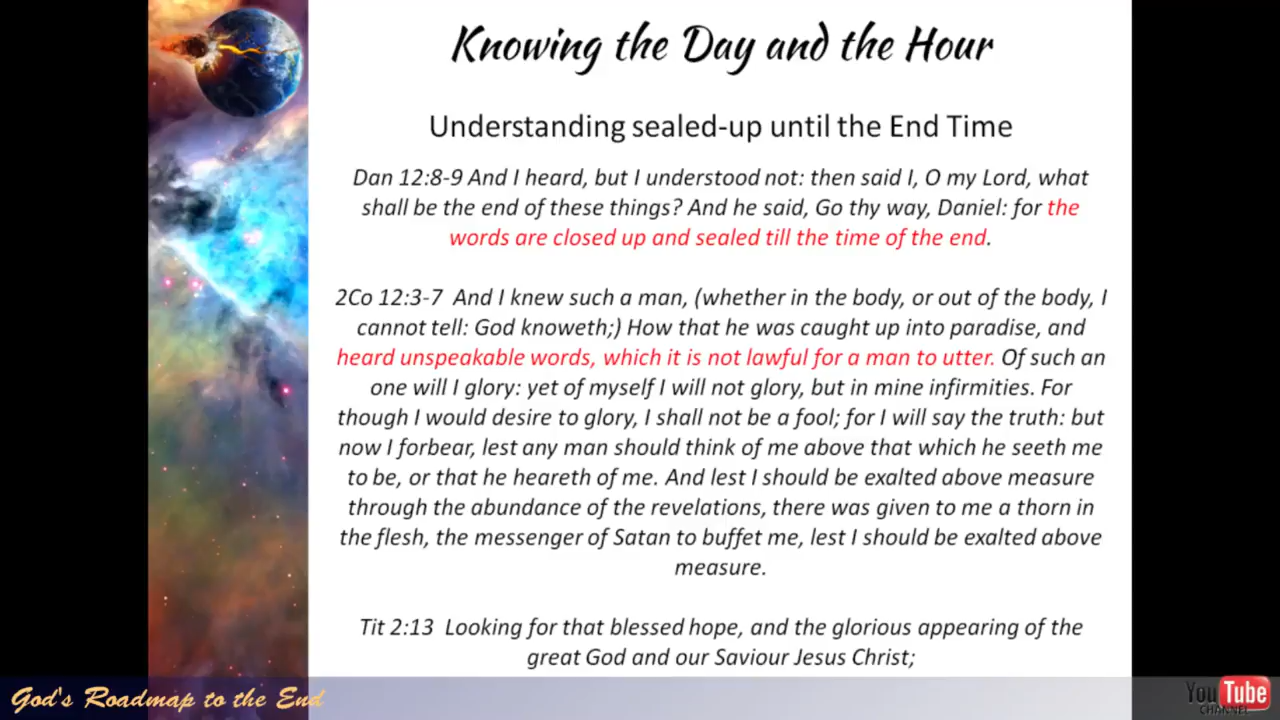 Knowing the Day and the Hour
Understanding sealed-up until the End Time
Dan 12:8-9 And I heard, but I understood not: then said I, O my Lord, what
shall be the end of these things? And he said, Go thy way, Daniel: for the
words are closed up and sealed till the time of the end.
2Co 12:3-7 And I knew such a man, (whether in the body, or out of the body, I
cannot tell: God knoweth;) How that he was caught up into paradise, and
heard unspeakable words, which it is not lawful for a man to utter. Of such an
one will I glory: yet of myself I will not glory, but in mine infirmities. For
though I would desire to glory, I shall not be a fool; for I will say the truth: but
now I forbear, lest any man should think of me above that which he seeth me
to be, or that he heareth of me. And lest I should be exalted above measure
through the abundance of the revelations, there was given to me a thorn in
the flesh, the messenger of Satan to buffet me, lest I should be exalted above
measure.
Tit 2:13 Looking for that blessed hope, and the glorious appearing of the
great God and our Saviour Jesus Christ;
God's Roadmap to the End
YouTube
CHANNEL